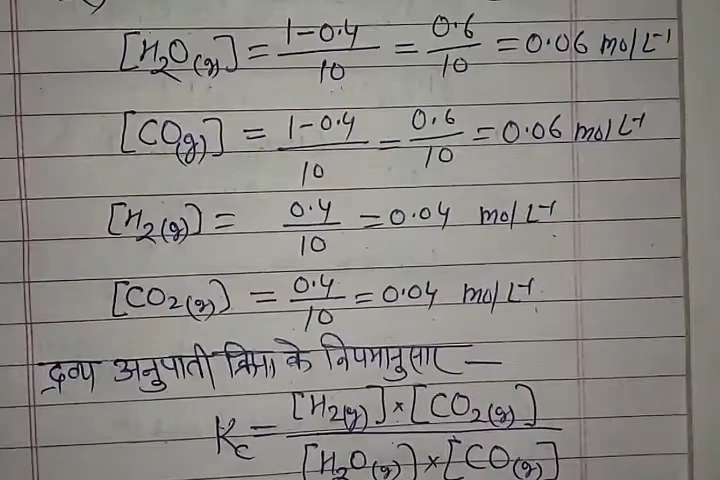 [H₂O(g)] = 1-0.4/10 = 0.6/10 = 0.06 mol L⁻¹
[CO(g)] = 1-0.4/10 = 0.6/10 = 0.06 mol L⁻¹
[H₂(g)] = 0.4/10 = 0.04 mol L⁻¹
[CO₂(g)] = 0.4/10 = 0.04 mol L⁻¹
द्रव्य अनुपाती क्रिया के नियमानुसार —
Kc = [H₂(g)] × [CO₂(g)] / [H₂O(g)] × [CO(g)]